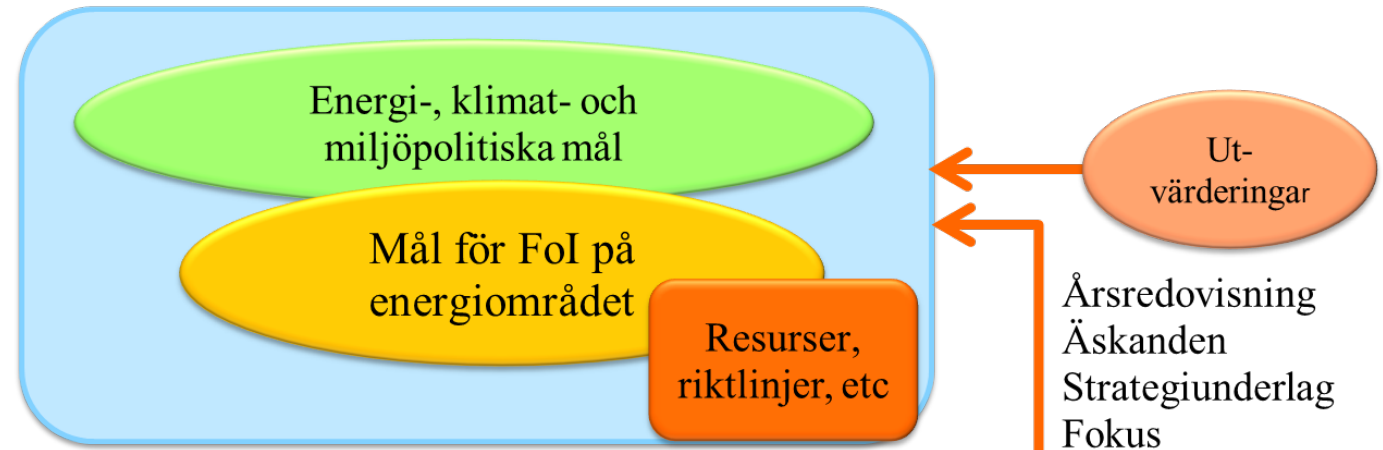 Energi-, klimat- och
miljöpolitiska mål
Mål för FoI på
energiområdet
Resurser,
riktlinjer, etc
Ut-
värderingar
Årsredovisning
Äskanden
Strategiunderlag
Fokus